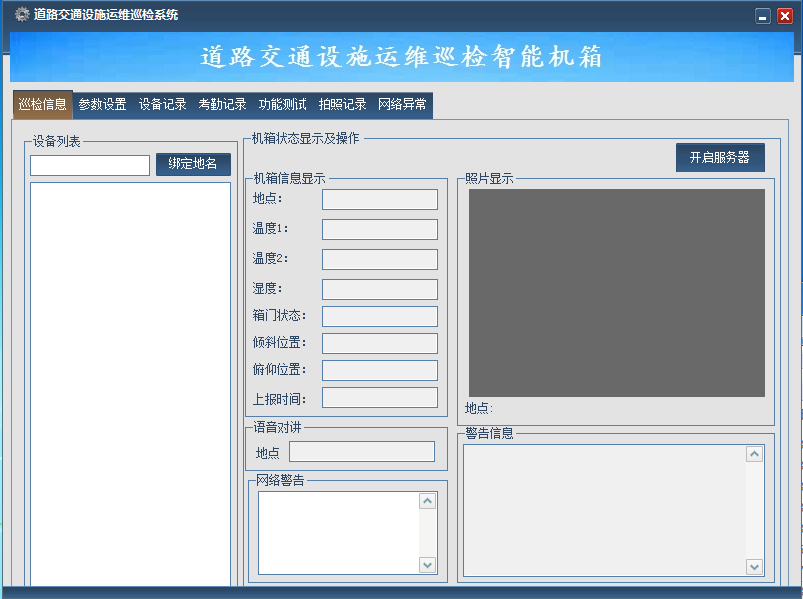 道路交通设施运维巡检系统
道路交通设施运维巡检智能机箱
巡检信息 参数设置 设备记录 考勤记录 功能测试 拍照记录 网络异常
设备列表
绑定地名
机箱状态显示及操作
开启服务器
机箱信息显示
地点：
温度1：
温度2：
湿度：
箱门状态：
倾斜位置：
俯仰位置：
上报时间：
照片显示
地点：
语音对讲
地点
网络警告
警告信息